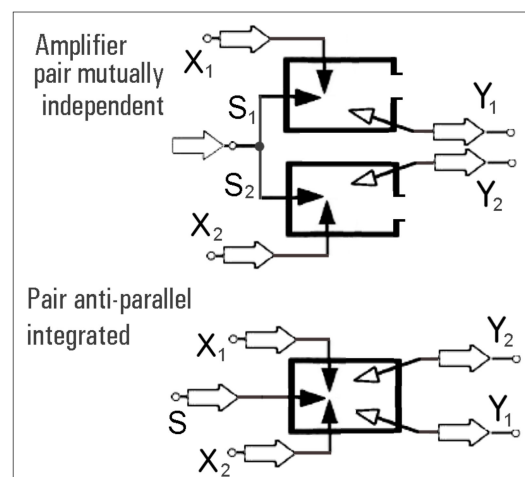 Amplifier
pair mutually
independent
X₁
S₁
Y₁
S₂
Y₂
X₂
Pair anti-parallel
integrated
X₁
Y₂
S
Y₁
X₂